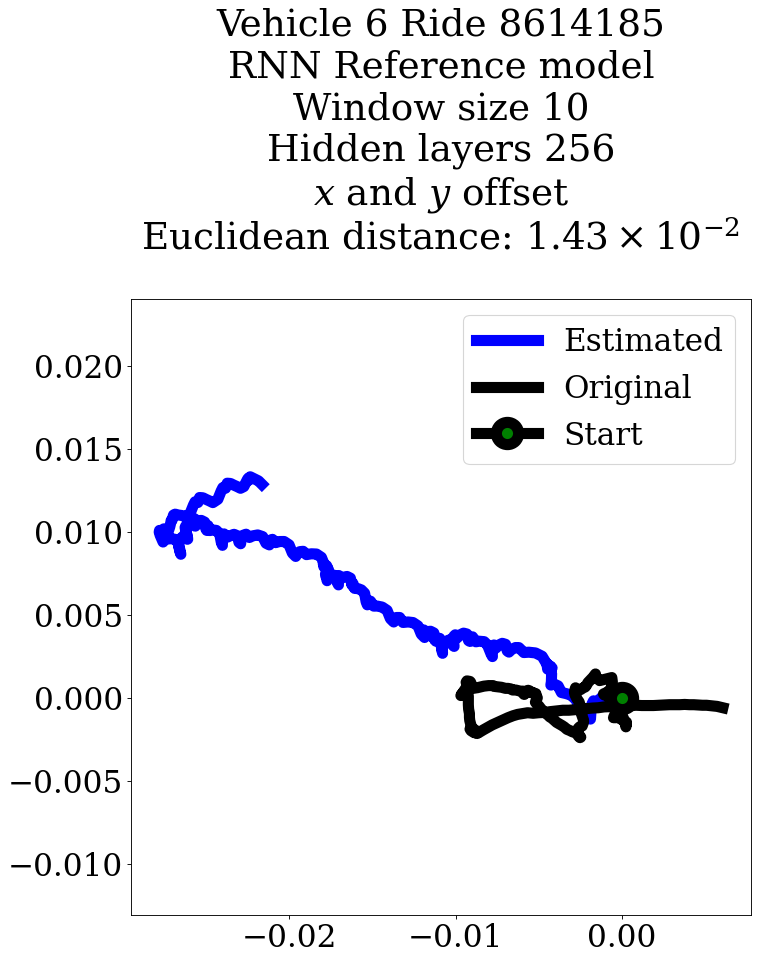 Vehicle 6 Ride 8614185
RNN Reference model
Window size 10
Hidden layers 256
x and y offset
Euclidean distance: 1.43 × 10⁻²
Estimated
Original
Start
0.020
0.015
0.010
0.005
0.000
−0.005
−0.010
−0.02
−0.01
0.00